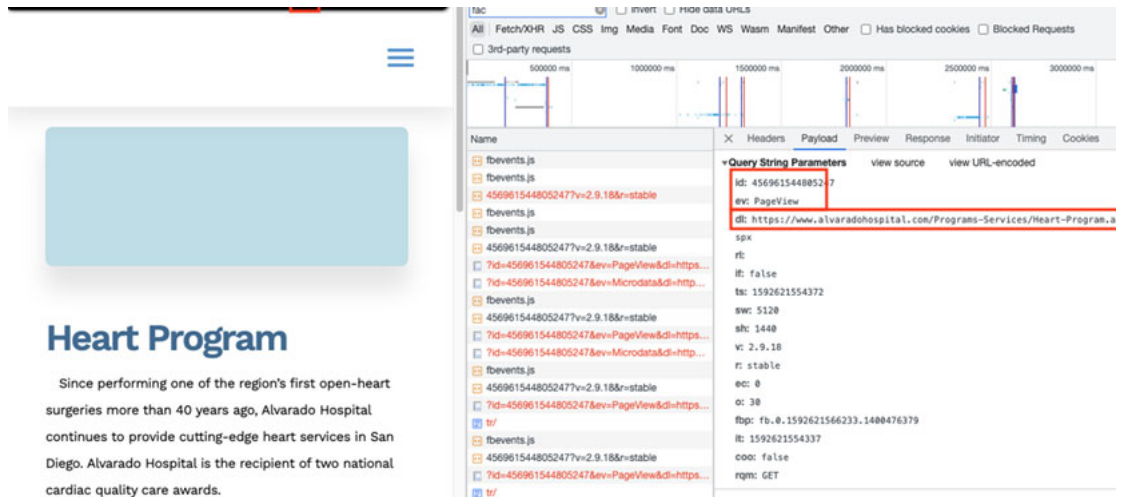 Heart Program
Since performing one of the region's first open-heart
surgeries more than 40 years ago, Alvarado Hospital
continues to provide cutting-edge heart services in San
Diego. Alvarado Hospital is the recipient of two national
cardiac quality care awards.
fac
Invert Hide data URLs
All Fetch/XHR JS CSS Img Media Font Doc WS Wasm Manifest Other Has blocked cookies Blocked Requests
3rd-party requests
500000 ms 1000000 ms 1500000 ms 2000000 ms 2500000 ms 3000000 ms
Name
fbevents.js
fbevents.js
456961544805247?v=2.9.18&r=stable
fbevents.js
fbevents.js
456961544805247?v=2.9.18&r=stable
?id=456961544805247&ev=PageView&dl=https...
?id=456961544805247&ev=Microdata&dl=http...
fbevents.js
456961544805247?v=2.9.18&r=stable
?id=456961544805247&ev=PageView&dl=https...
?id=456961544805247&ev=Microdata&dl=http...
fbevents.js
456961544805247?v=2.9.18&r=stable
?id=456961544805247&ev=PageView&dl=https...
tr/
fbevents.js
456961544805247?v=2.9.18&r=stable
?id=456961544805247&ev=PageView&dl=https...
tr/
Headers Payload Preview Response Initiator Timing Cookies
Query String Parameters view source view URL-encoded
id: 456961544805247
ev: PageView
dl: https://www.alvaradohospital.com/Programs-Services/Heart-Program.a
spx
rl:
if: false
ts: 1592621554372
sw: 5120
sh: 1440
v: 2.9.18
r: stable
ec: 0
o: 30
fbp: fb.0.1592621566233.1400476379
it: 1592621554337
coo: false
rqm: GET